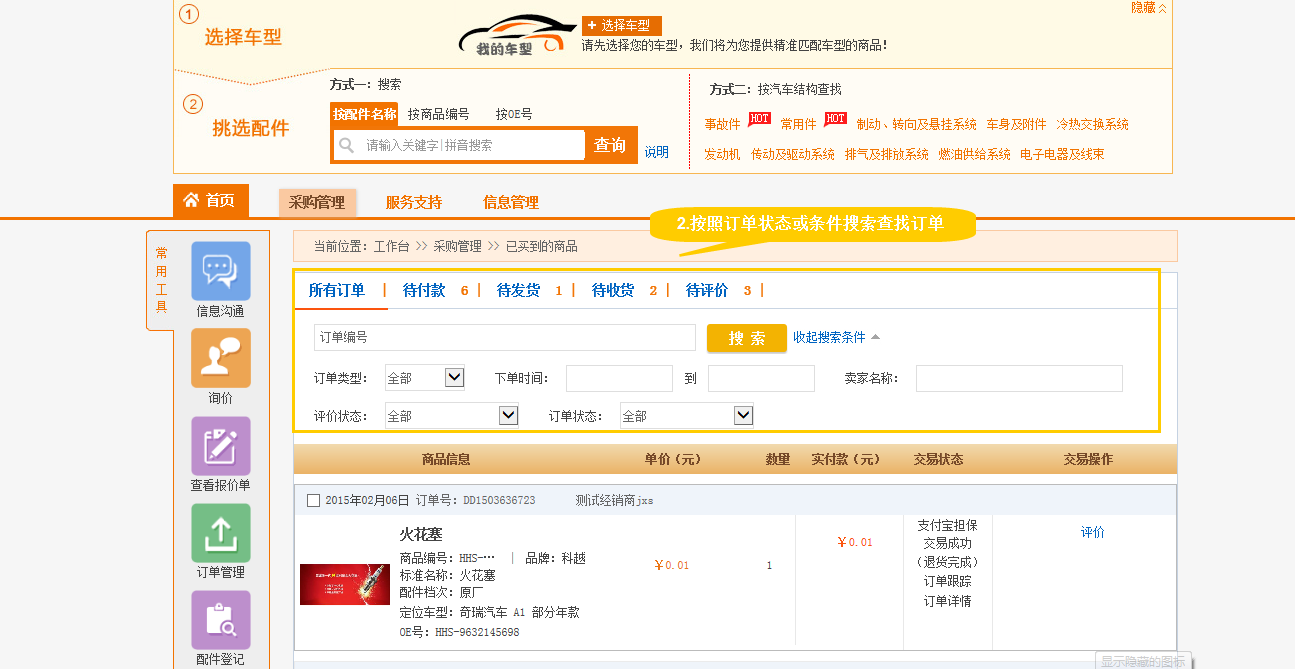 ① 选择车型
我的车型
+ 选择车型
请先选择您的车型，我们将为您提供精准匹配车型的商品！
隐藏
② 挑选配件
方式一：搜索
按配件名称 按商品编号 按OE号
请输入关键字|拼音搜索 查询 说明
方式二：按汽车结构查找
事故件 HOT 常用件 HOT 制动、转向及悬挂系统 车身及附件 冷热交换系统
发动机 传动及驱动系统 排气及排放系统 燃油供给系统 电子电器及线束
首页 采购管理 服务支持 信息管理
2.按照订单状态或条件搜索查找订单
常用工具
信息沟通
询价
查看报价单
订单管理
配件登记
当前位置：工作台 >> 采购管理 >> 已买到的商品
所有订单 | 待付款 6 | 待发货 1 | 待收货 2 | 待评价 3 |
订单编号 搜 索 收起搜索条件
订单类型： 全部 下单时间： 到 卖家名称：
评价状态： 全部 订单状态： 全部
商品信息 单价（元） 数量 实付款（元） 交易状态 交易操作
2015年02月06日 订单号：DD1503636723 测试经销商jxs
火花塞
商品编号：HHS-… | 品牌：科越
标准名称：火花塞
配件档次：原厂
定位车型：奇瑞汽车 A1 部分年款
OE号：HHS-9632145698
￥0.01
1
￥0.01
支付宝担保
交易成功
（退货完成）
订单跟踪
订单详情
评价
显示隐藏的图标